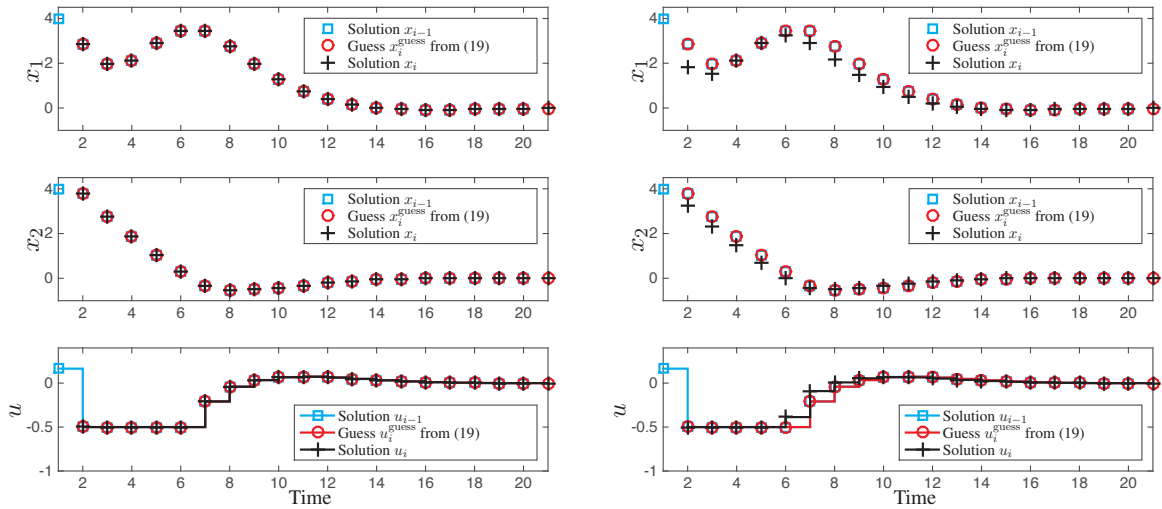 4
2
0
x₁
Solution x_{i−1}
Guess x_i^{guess} from (19)
Solution x_i
2 4 6 8 10 12 14 16 18 20
4
2
0
x₂
Solution x_{i−1}
Guess x_i^{guess} from (19)
Solution x_i
2 4 6 8 10 12 14 16 18 20
0
-0.5
-1
u
Solution u_{i−1}
Guess u_i^{guess} from (19)
Solution u_i
2 4 6 8 10 12 14 16 18 20
Time
4
2
0
x₁
Solution x_{i−1}
Guess x_i^{guess} from (19)
Solution x_i
2 4 6 8 10 12 14 16 18 20
4
2
0
x₂
Solution x_{i−1}
Guess x_i^{guess} from (19)
Solution x_i
2 4 6 8 10 12 14 16 18 20
0
-0.5
-1
u
Solution u_{i−1}
Guess u_i^{guess} from (19)
Solution u_i
2 4 6 8 10 12 14 16 18 20
Time